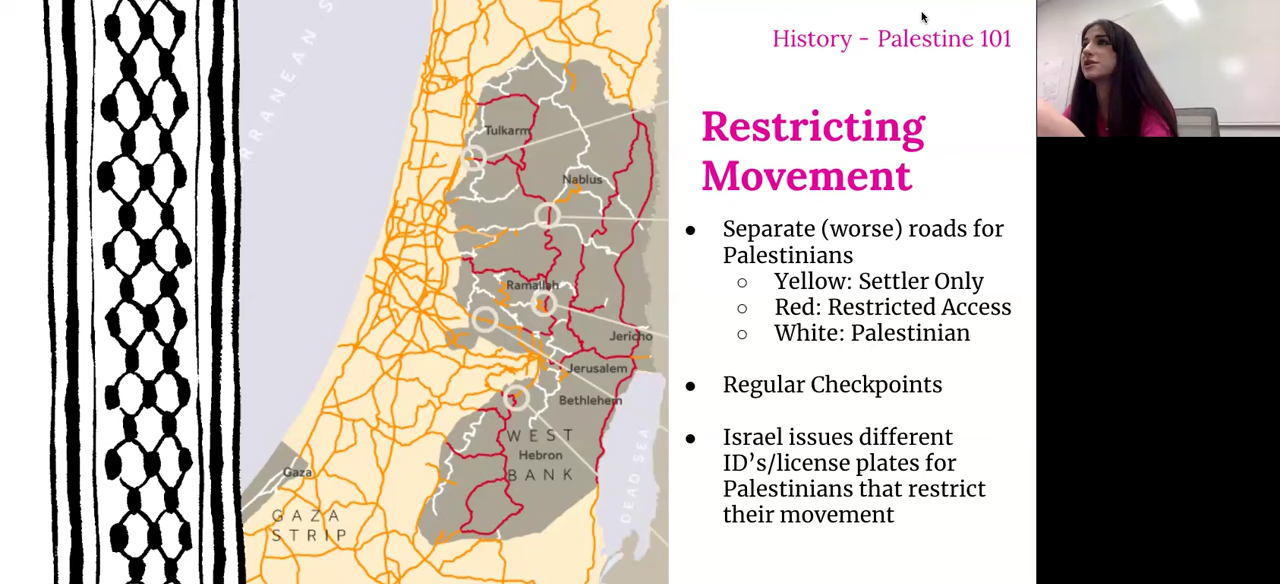 History - Palestine 101
Restricting
Movement
● Separate (worse) roads for
Palestinians
○ Yellow: Settler Only
○ Red: Restricted Access
○ White: Palestinian
● Regular Checkpoints
● Israel issues different
ID's/license plates for
Palestinians that restrict
their movement
RRANEAN S
Tulkarm
Nablus
Ramallah
Jericho
Jerusalem
Bethlehem
WEST
Hebron
BANK
DEAD SEA
Gaza
GAZA
STRIP